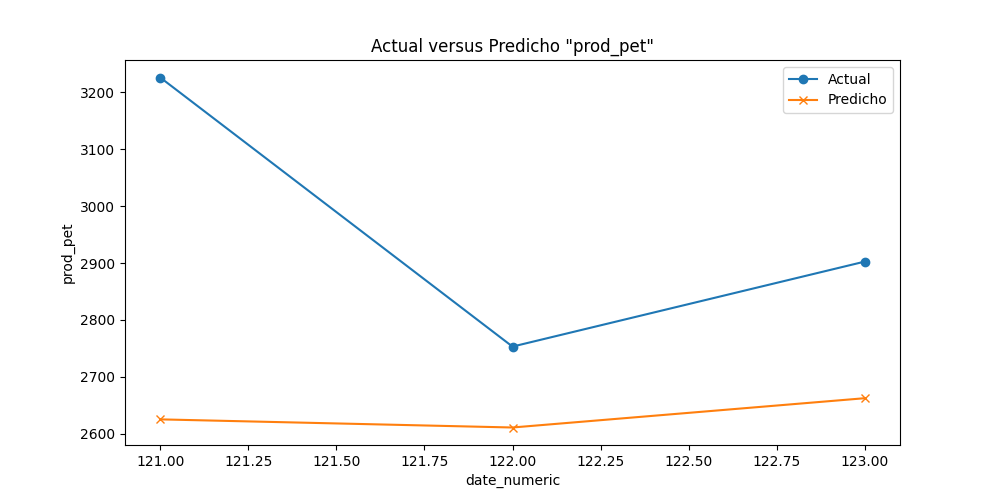 Actual versus Predicho "prod_pet"
Actual
Predicho
3200
3100
3000
2900
2800
2700
2600
prod_pet
121.00 121.25 121.50 121.75 122.00 122.25 122.50 122.75 123.00
date_numeric